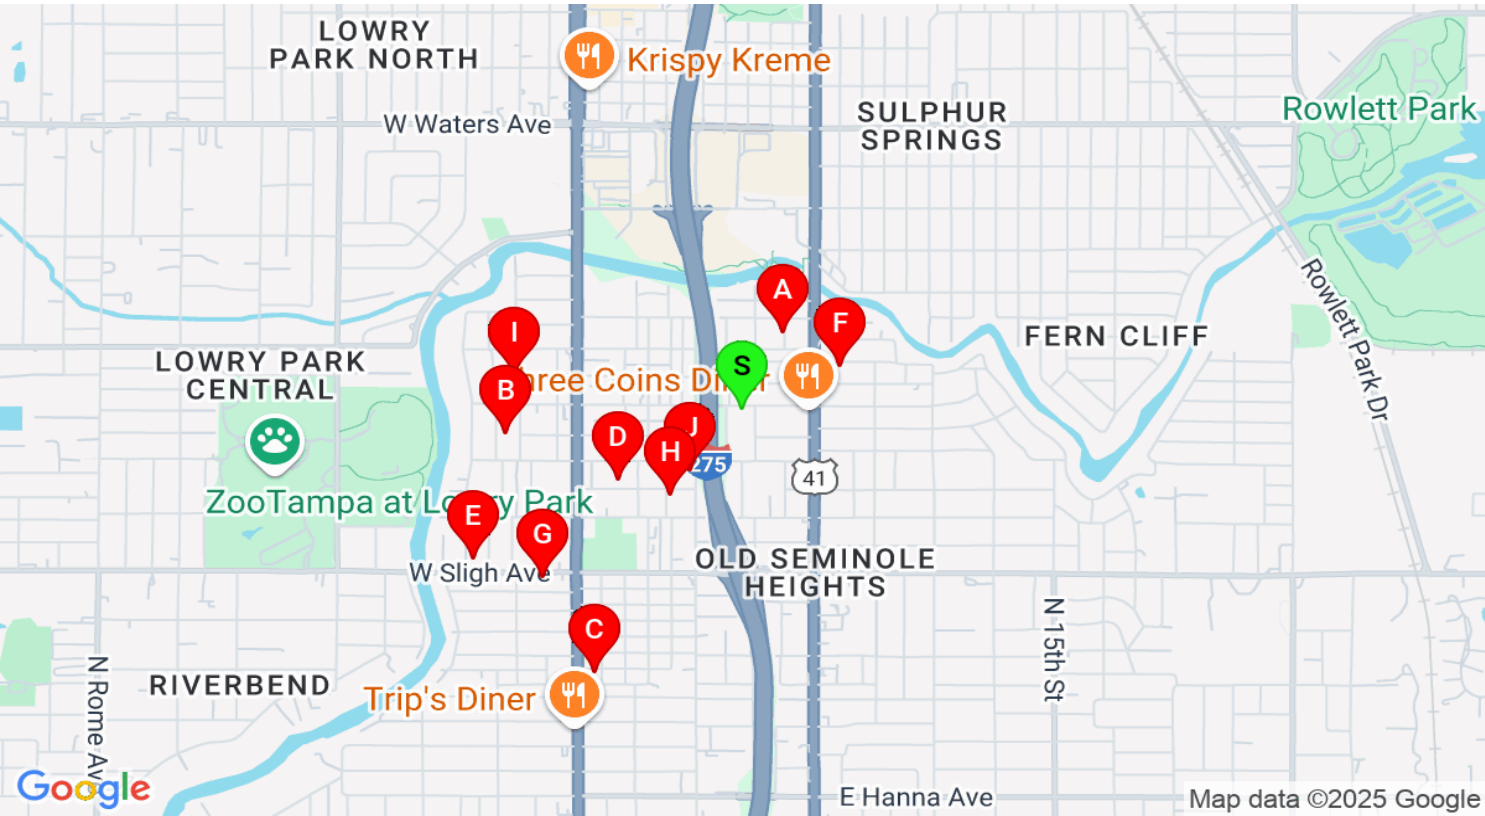 LOWRY
PARK NORTH
Krispy Kreme
W Waters Ave
SULPHUR
SPRINGS
Rowlett Park
Rowlett Park Dr
A
F
I
FERN CLIFF
LOWRY PARK
CENTRAL
S
Coins
B
J
D
H
275
41
ZooTampa at Lowry Park
E
G
W Sligh Ave
OLD SEMINOLE
HEIGHTS
C
N 15th St
N Rome
RIVERBEND
Trip's Diner
Google
E Hanna Ave
Map data ©2025 Google